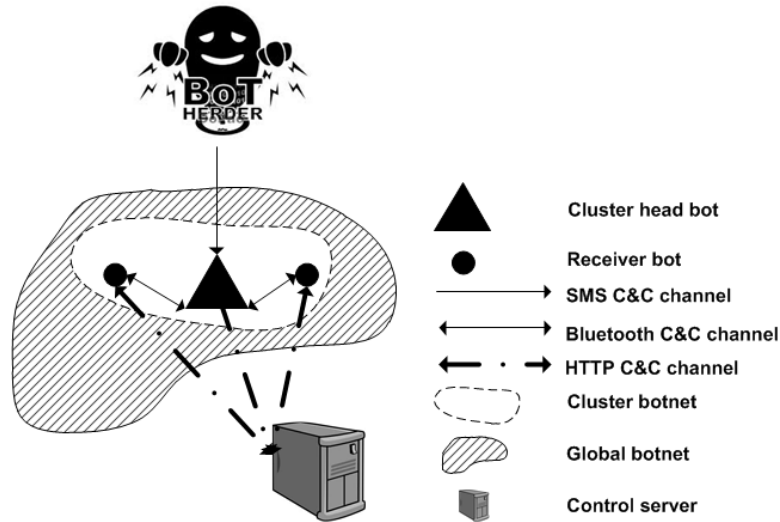 BoT
HERDER
Cluster head bot
Receiver bot
SMS C&C channel
Bluetooth C&C channel
HTTP C&C channel
Cluster botnet
Global botnet
Control server